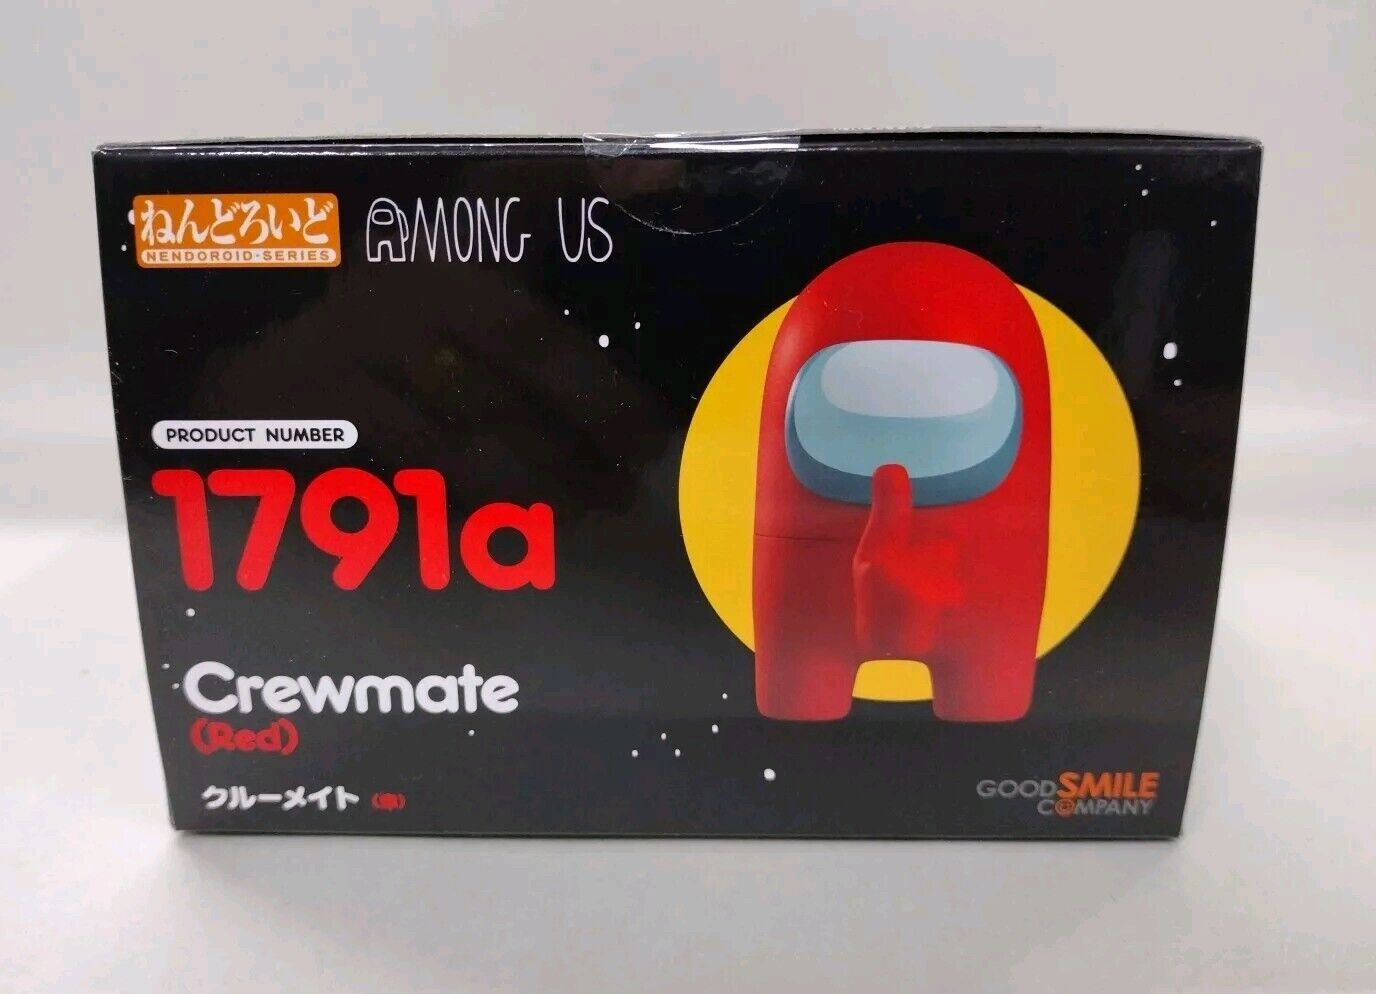 ねんどろいど
NENDOROID·SERIES
AMONG US
PRODUCT NUMBER
1791a
Crewmate
(Red)
クルーメイト (赤)
GOOD SMILE
COMPANY